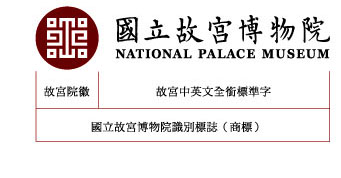 國立故宮博物院
NATIONAL PALACE MUSEUM
故宮院徽
故宮中英文全銜標準字
國立故宮博物院識別標誌（商標）